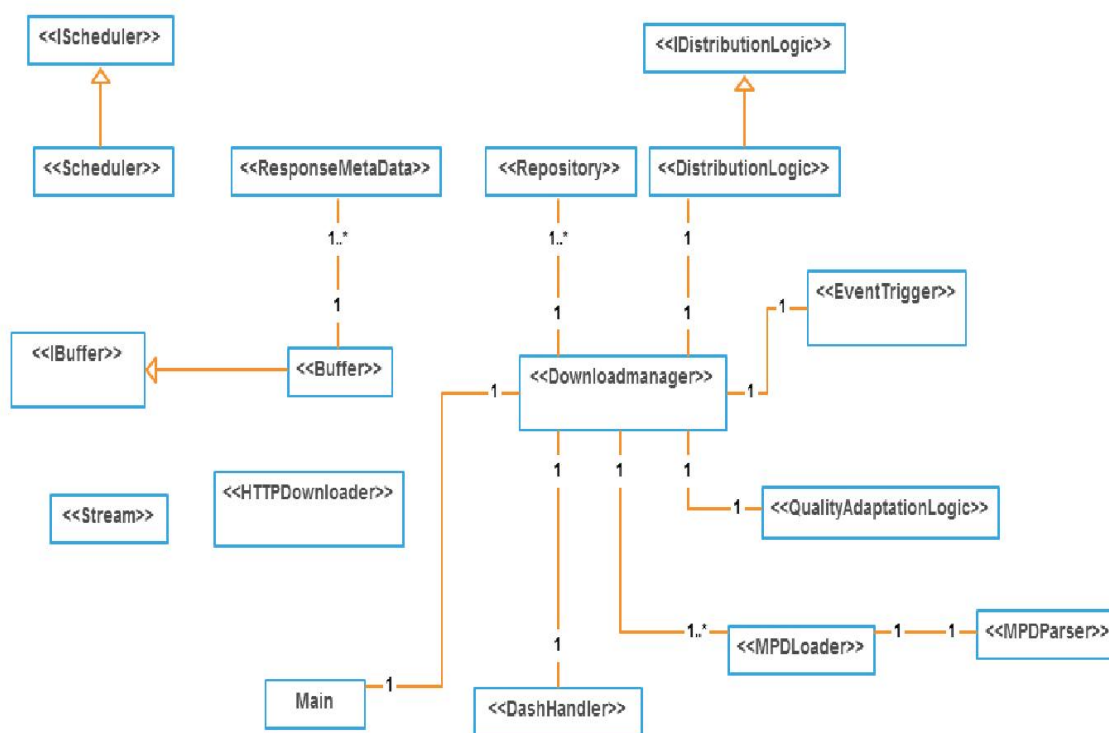 <<IScheduler>>
<<IDistributionLogic>>
<<Scheduler>>
<<ResponseMetaData>>
<<Repository>>
<<DistributionLogic>>
1..*
1..*
1
<<EventTrigger>>
1
1
1
1
<<IBuffer>>
<<Buffer>>
<<Downloadmanager>>
1
1
1
1
1
<<HTTPDownloader>>
<<Stream>>
1
<<QualityAdaptationLogic>>
1
1..*
1
1
<<MPDParser>>
<<MPDLoader>>
Main
1
<<DashHandler>>